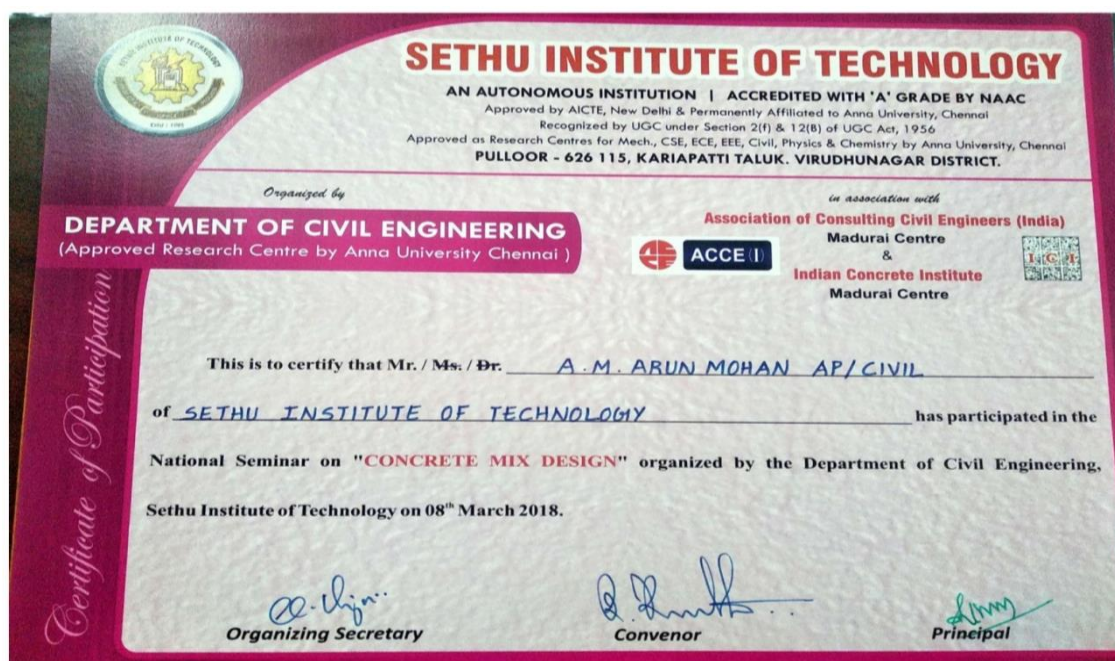 SETHU INSTITUTE OF TECHNOLOGY
AN AUTONOMOUS INSTITUTION | ACCREDITED WITH 'A' GRADE BY NAAC
Approved by AICTE, New Delhi & Permanently Affiliated to Anna University, Chennai
Recognized by UGC under Section 2(f) & 12(B) of UGC Act, 1956
Approved as Research Centres for Mech., CSE, ECE, EEE, Civil, Physics & Chemistry by Anna University, Chennai
PULLOOR - 626 115, KARIAPATTI TALUK. VIRUDHUNAGAR DISTRICT.
Organized by
DEPARTMENT OF CIVIL ENGINEERING
(Approved Research Centre by Anna University Chennai )
in association with
Association of Consulting Civil Engineers (India)
Madurai Centre
&
Indian Concrete Institute
Madurai Centre
ACCE(I)
I C I
Certificate of Participation
This is to certify that Mr. / Ms. / Dr. A.M. ARUN MOHAN AP/CIVIL
of SETHU INSTITUTE OF TECHNOLOGY has participated in the
National Seminar on "CONCRETE MIX DESIGN" organized by the Department of Civil Engineering,
Sethu Institute of Technology on 08th March 2018.
Organizing Secretary
Convenor
Principal